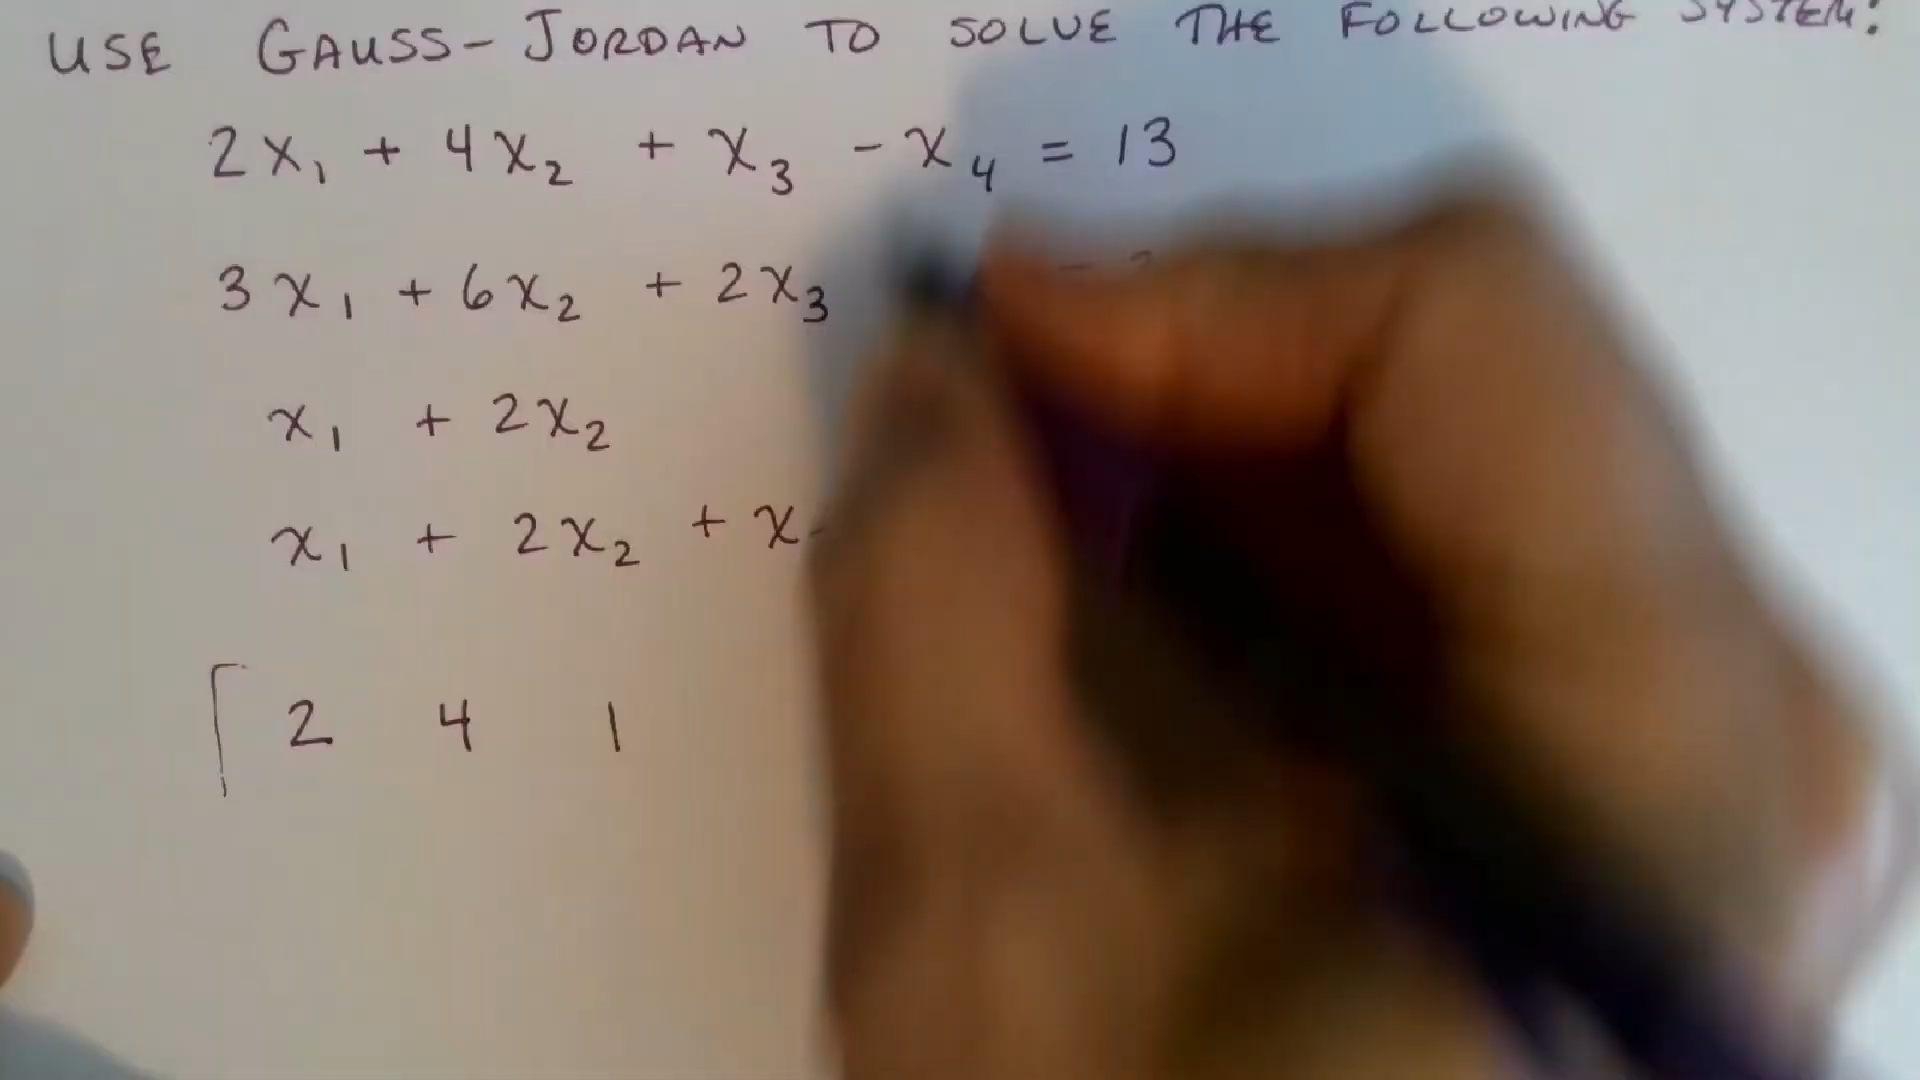 USE GAUSS-JORDAN TO SOLVE THE FOLLOWING SYSTEM:
2x₁ + 4x₂ + x₃ - x₄ = 13
3x₁ + 6x₂ + 2x₃
x₁ + 2x₂
x₁ + 2x₂ + x
2 4 1